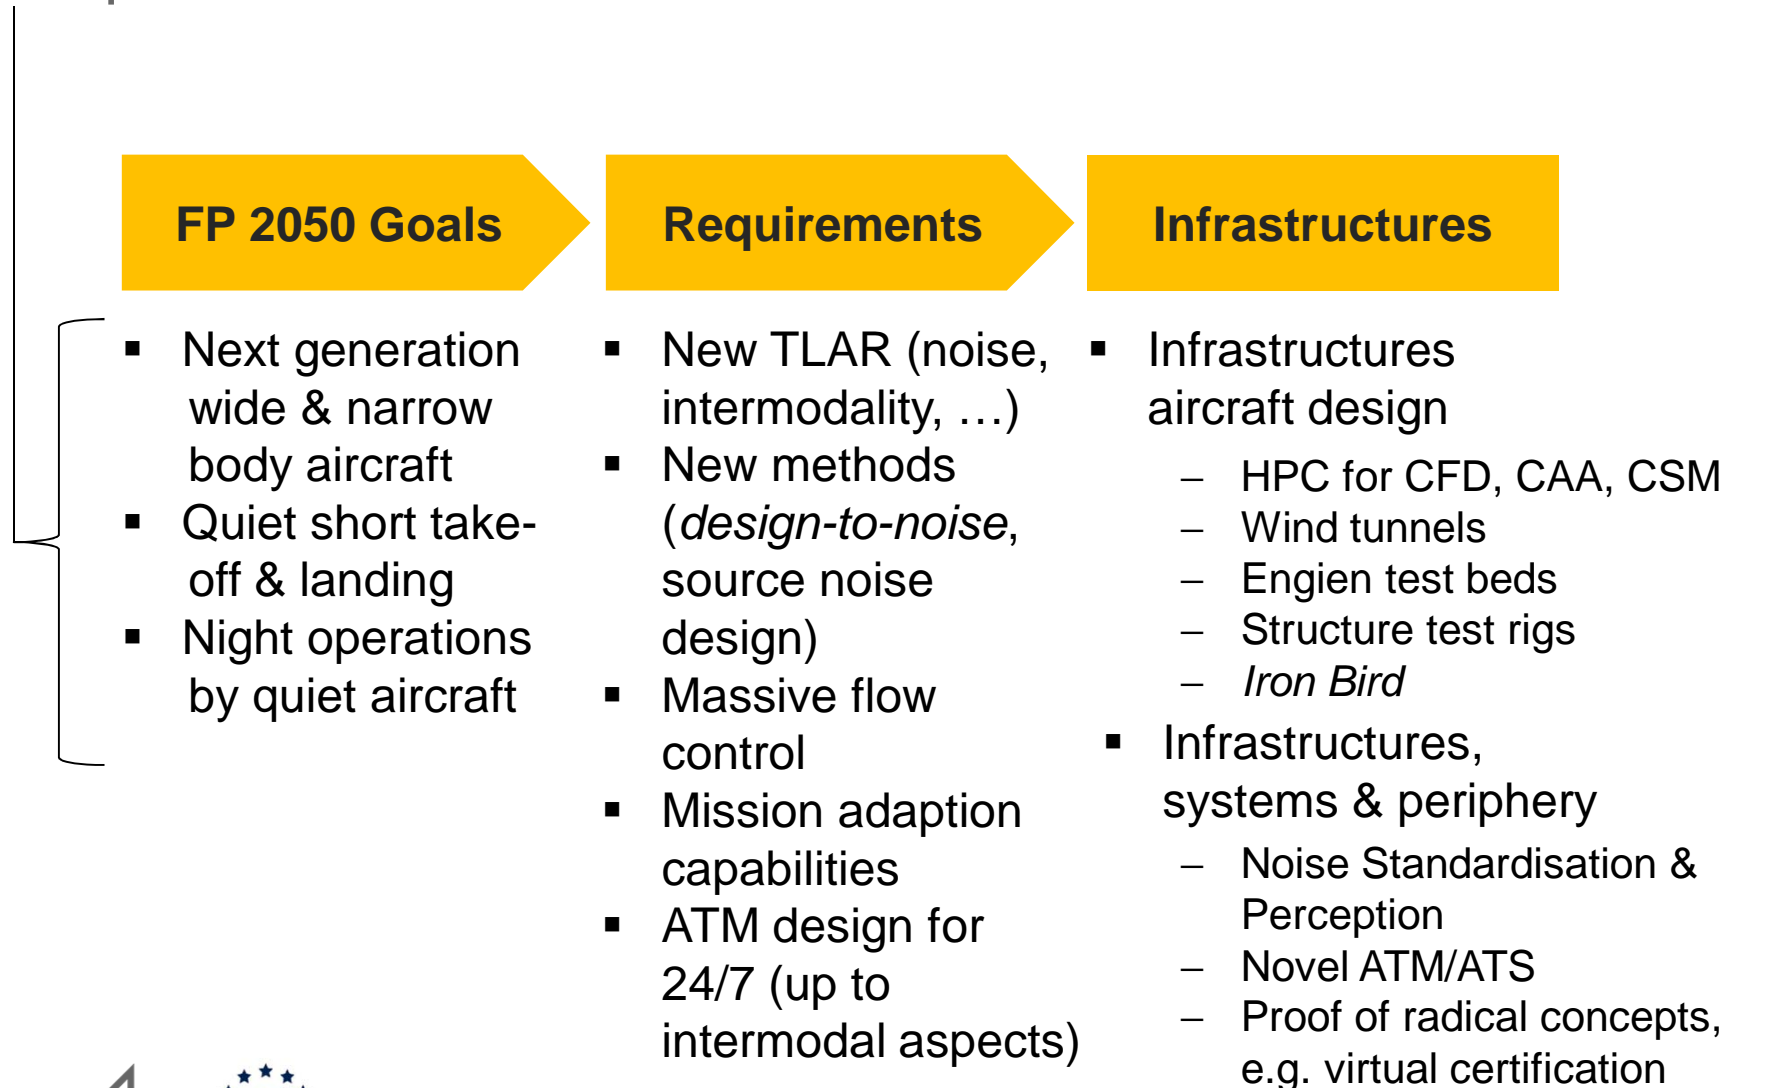 FP 2050 Goals
Requirements
Infrastructures
▪ Next generation
wide & narrow
body aircraft
▪ Quiet short take-
off & landing
▪ Night operations
by quiet aircraft
▪ New TLAR (noise,
intermodality, …)
▪ New methods
(design-to-noise,
source noise
design)
▪ Massive flow
control
▪ Mission adaption
capabilities
▪ ATM design for
24/7 (up to
intermodal aspects)
▪ Infrastructures
aircraft design
– HPC for CFD, CAA, CSM
– Wind tunnels
– Engien test beds
– Structure test rigs
– Iron Bird
▪ Infrastructures,
systems & periphery
– Noise Standardisation &
Perception
– Novel ATM/ATS
– Proof of radical concepts,
e.g. virtual certification